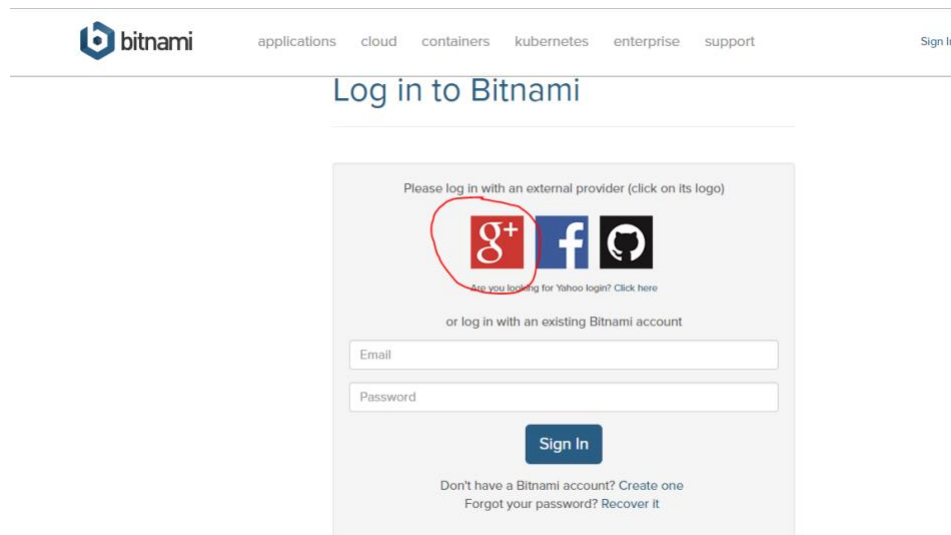 bitnami applications cloud containers kubernetes enterprise support Sign In
Log in to Bitnami
Please log in with an external provider (click on its logo)
g+ f
Are you looking for Yahoo login? Click here
or log in with an existing Bitnami account
Email
Password
Sign In
Don't have a Bitnami account? Create one
Forgot your password? Recover it